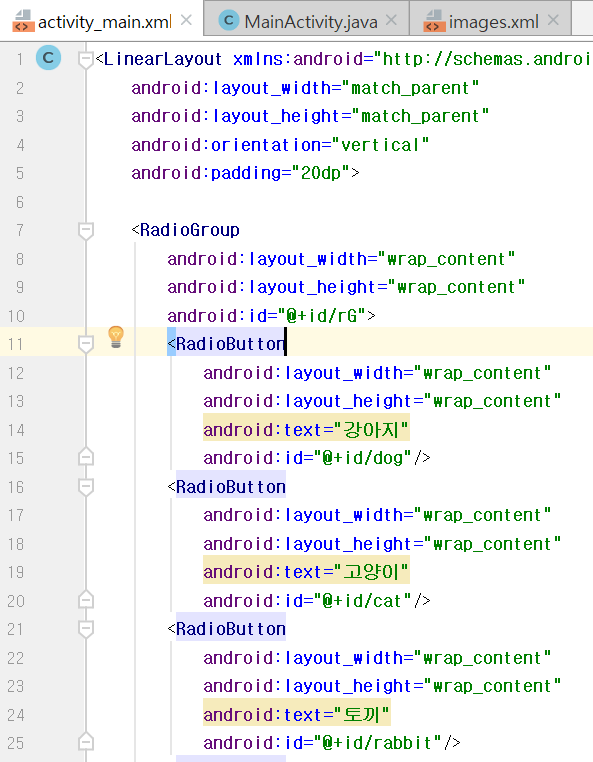 activity_main.xml MainActivity.java images.xml
1 C <LinearLayout xmlns:android="http://schemas.androi
2 android:layout_width="match_parent"
3 android:layout_height="match_parent"
4 android:orientation="vertical"
5 android:padding="20dp">
6
7 <RadioGroup
8 android:layout_width="wrap_content"
9 android:layout_height="wrap_content"
10 android:id="@+id/rG">
11 <RadioButton
12 android:layout_width="wrap_content"
13 android:layout_height="wrap_content"
14 android:text="강아지"
15 android:id="@+id/dog"/>
16 <RadioButton
17 android:layout_width="wrap_content"
18 android:layout_height="wrap_content"
19 android:text="고양이"
20 android:id="@+id/cat"/>
21 <RadioButton
22 android:layout_width="wrap_content"
23 android:layout_height="wrap_content"
24 android:text="토끼"
25 android:id="@+id/rabbit"/>